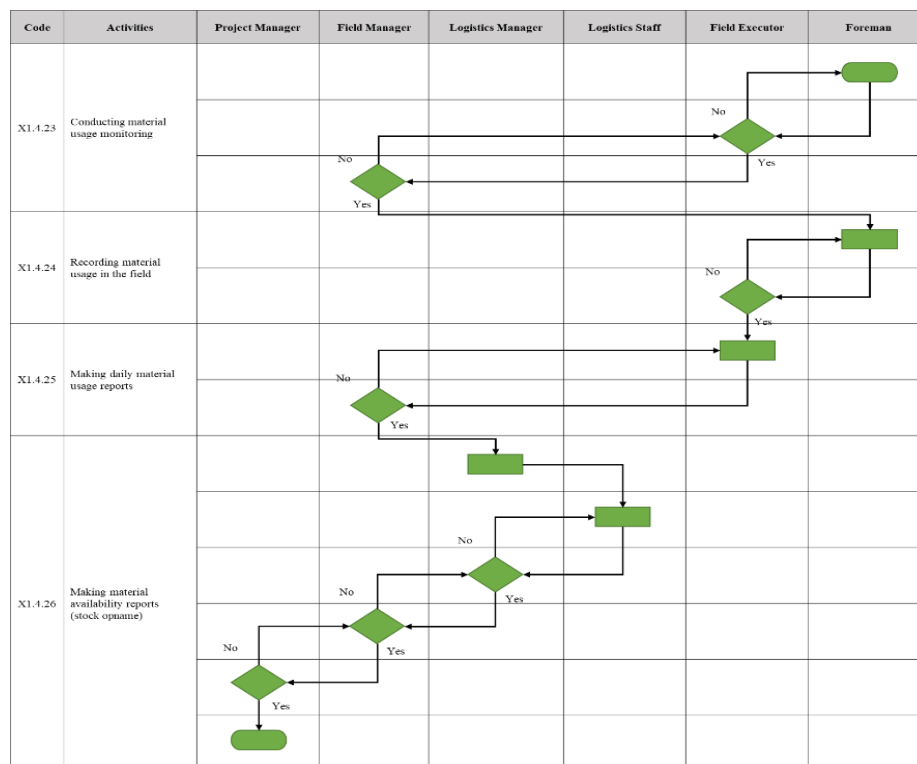 Code Activities Project Manager Field Manager Logistics Manager Logistics Staff Field Executor Foreman
No
X1.4.23 Conducting material
usage monitoring
No
Yes
Yes
X1.4.24 Recording material
usage in the field
No
Yes
X1.4.25 Making daily material
usage reports
No
Yes
No
No
Yes
X1.4.26 Making material
availability reports
(stock opname)
No
Yes
Yes